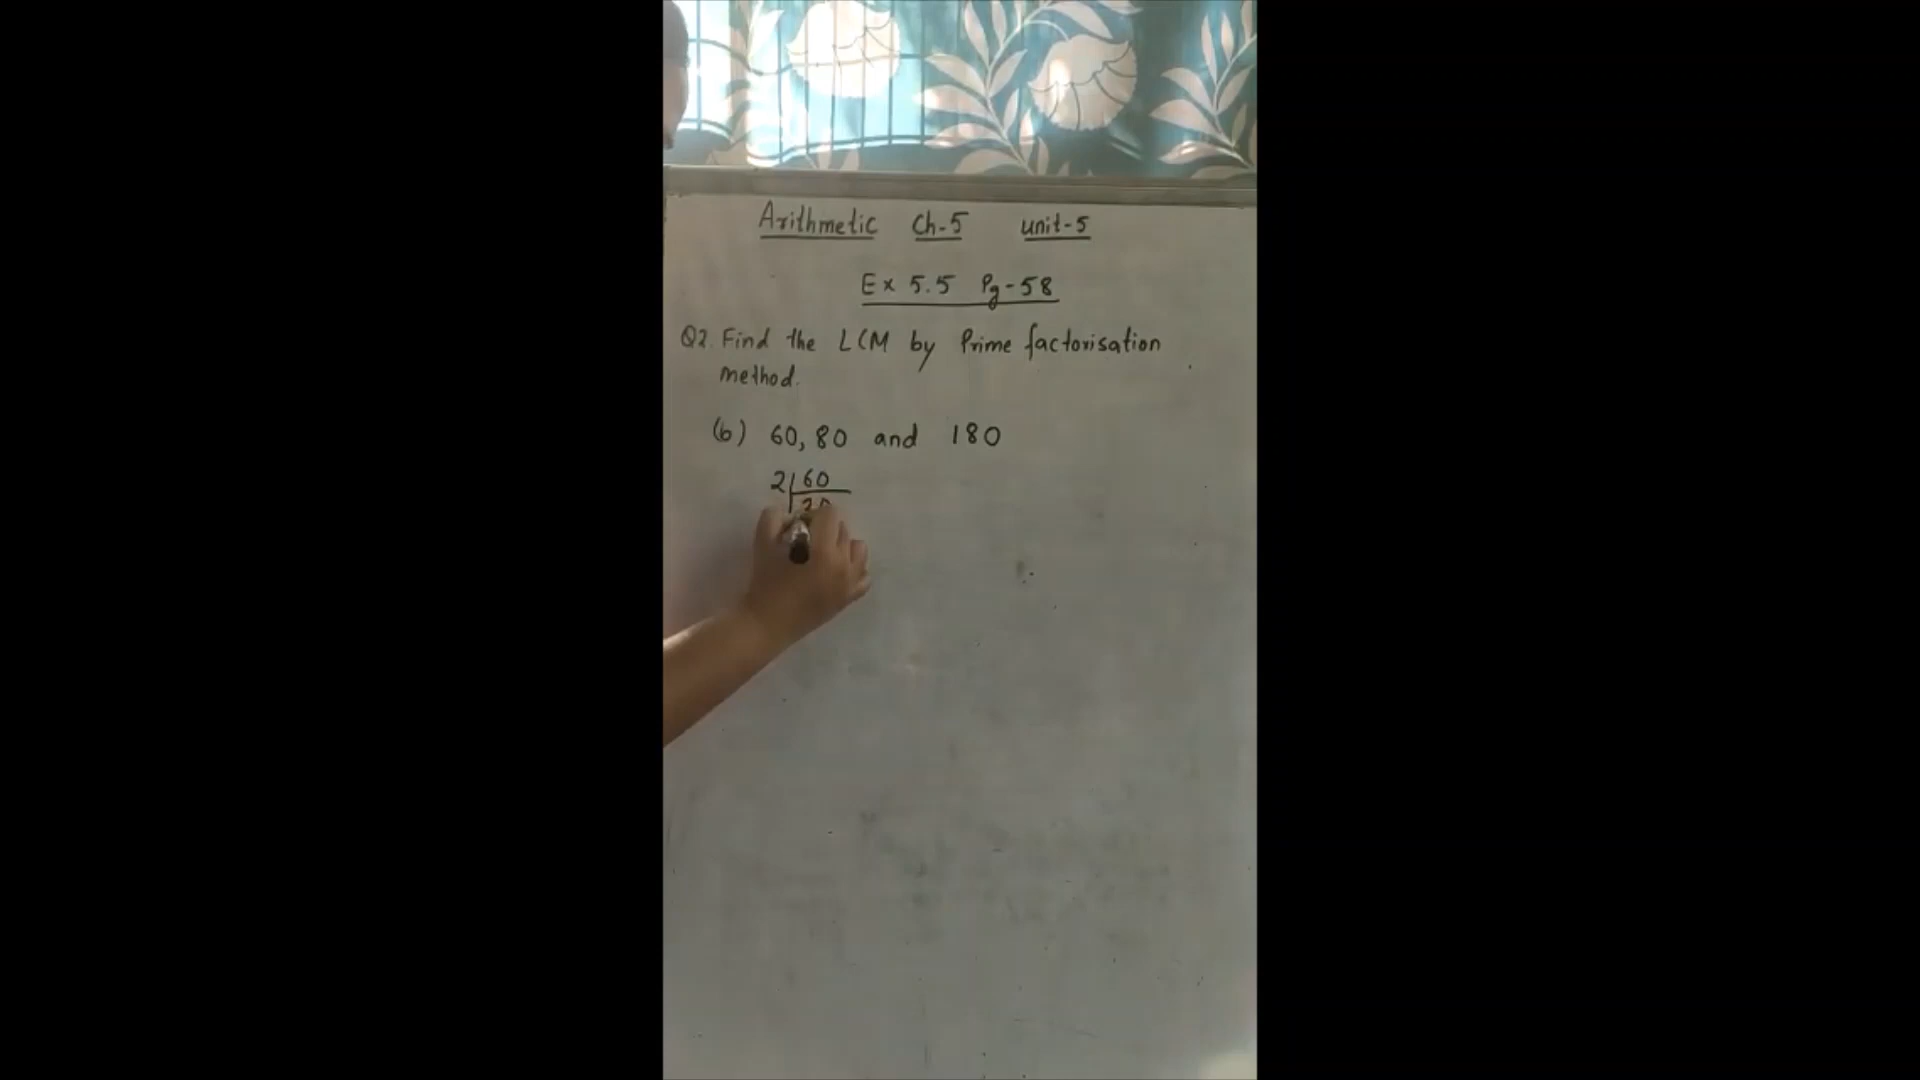 Arithmetic Ch-5 unit-5
Ex 5.5 Pg-58
Q2. Find the LCM by Prime factorisation
method.
(b) 60, 80 and 180
2|60